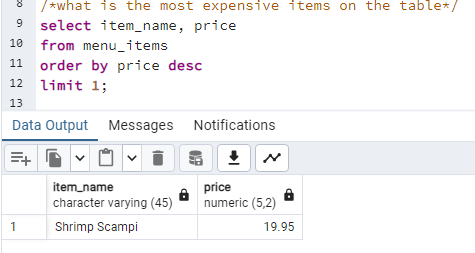 8 /*what is the most expensive items on the table*/
9 select item_name, price
10 from menu_items
11 order by price desc
12 limit 1;
13
Data Output Messages Notifications
item_name price
character varying (45) numeric (5,2)
1 Shrimp Scampi 19.95